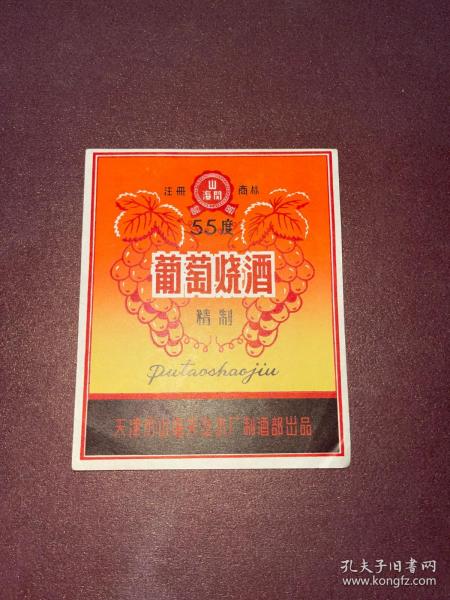 注册 山海関 商标
55度
葡萄烧酒
精制
putaoshaojiu
天津市山海关汽水厂制酒部出品
孔夫子旧书网
www.kongfz.com